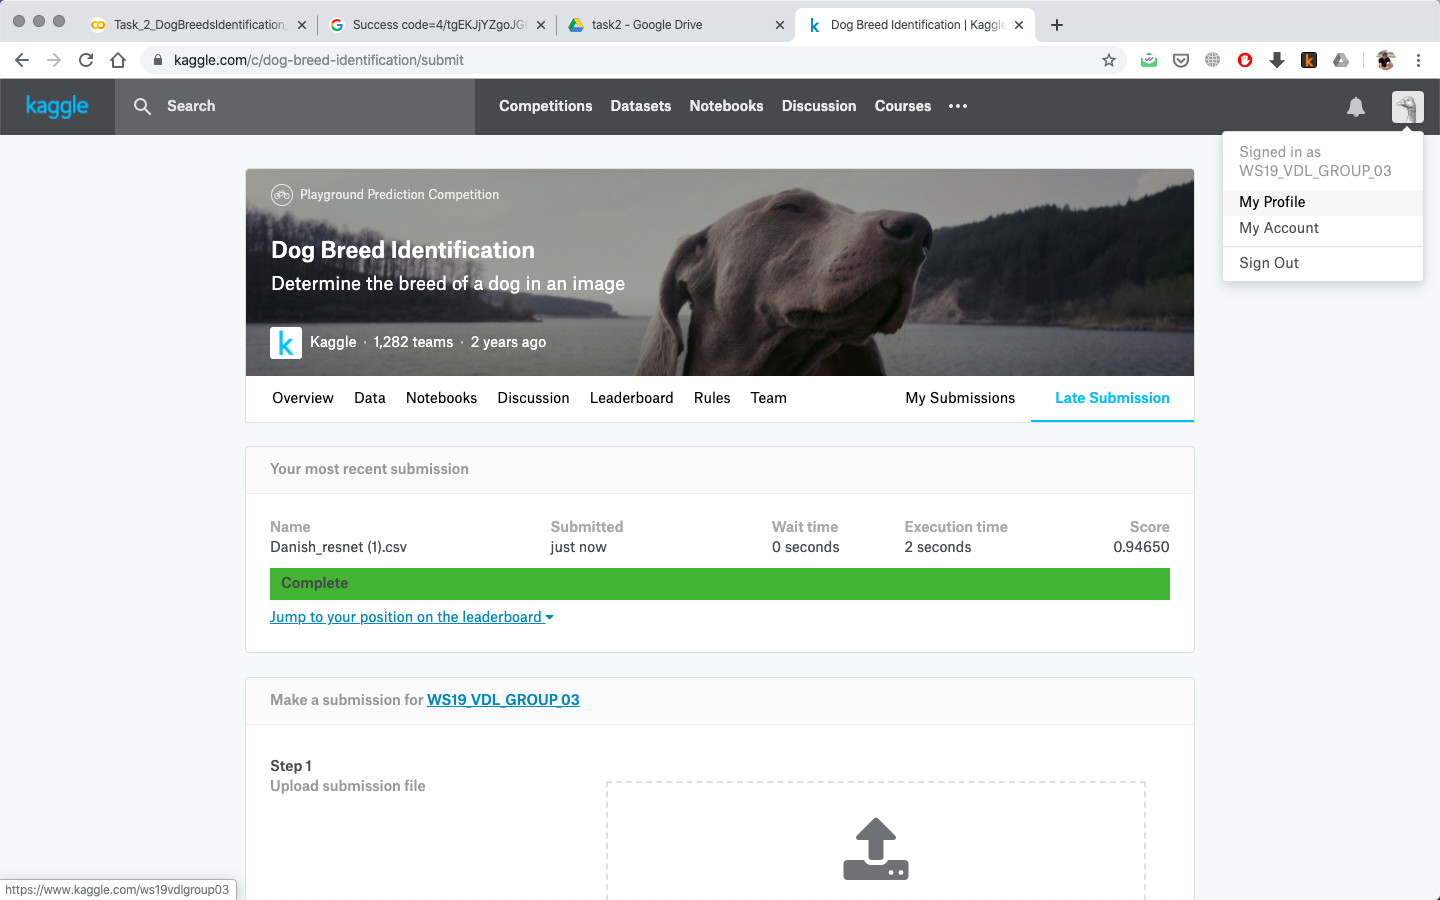 Task_2_DogBreedsIdentification_
Success code=4/tgEKJjYZgoJG
task2 - Google Drive
Dog Breed Identification | Kaggle
kaggle.com/c/dog-breed-identification/submit
kaggle
Search
Competitions
Datasets
Notebooks
Discussion
Courses
Signed in as
WS19_VDL_GROUP_03
My Profile
My Account
Sign Out
Playground Prediction Competition
Dog Breed Identification
Determine the breed of a dog in an image
k
Kaggle · 1,282 teams · 2 years ago
Overview
Data
Notebooks
Discussion
Leaderboard
Rules
Team
My Submissions
Late Submission
Your most recent submission
Name
Submitted
Wait time
Execution time
Score
Danish_resnet (1).csv
just now
0 seconds
2 seconds
0.94650
Complete
Jump to your position on the leaderboard
Make a submission for WS19_VDL_GROUP_03
Step 1
Upload submission file
https://www.kaggle.com/ws19vdlgroup03